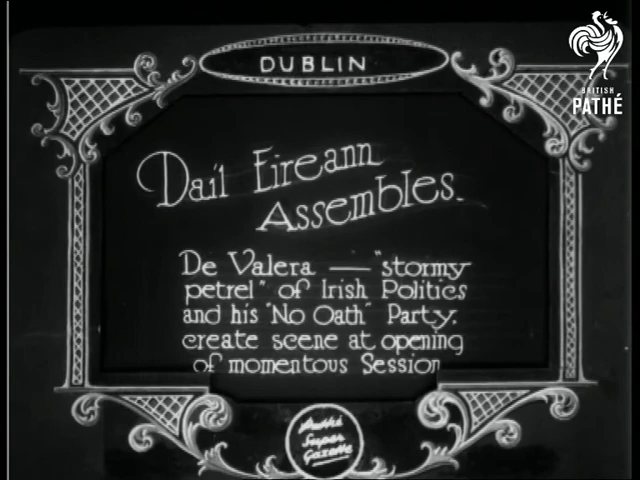 DUBLIN
BRITISH
PATHÉ
Dail Eireann
Assembles.
De Valera — "stormy
petrel" of Irish Politics
and his "No Oath" Party.
create scene at opening
of momentous Session
Pathé
Super
Gazette